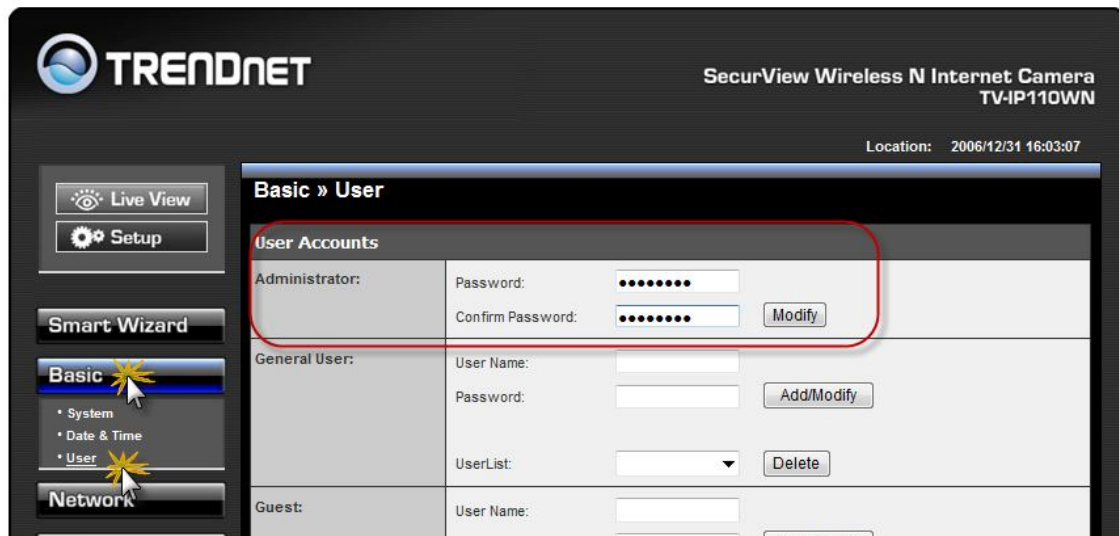 TRENDNET
SecurView Wireless N Internet Camera
TV-IP110WN
Location: 2006/12/31 16:03:07
Live View
Setup
Smart Wizard
Basic
• System
• Date & Time
• User
Network
Basic » User
User Accounts
Administrator:
Password: ●●●●●●●●
Confirm Password: ●●●●●●●● Modify
General User:
User Name:
Password: Add/Modify
UserList: Delete
Guest:
User Name: